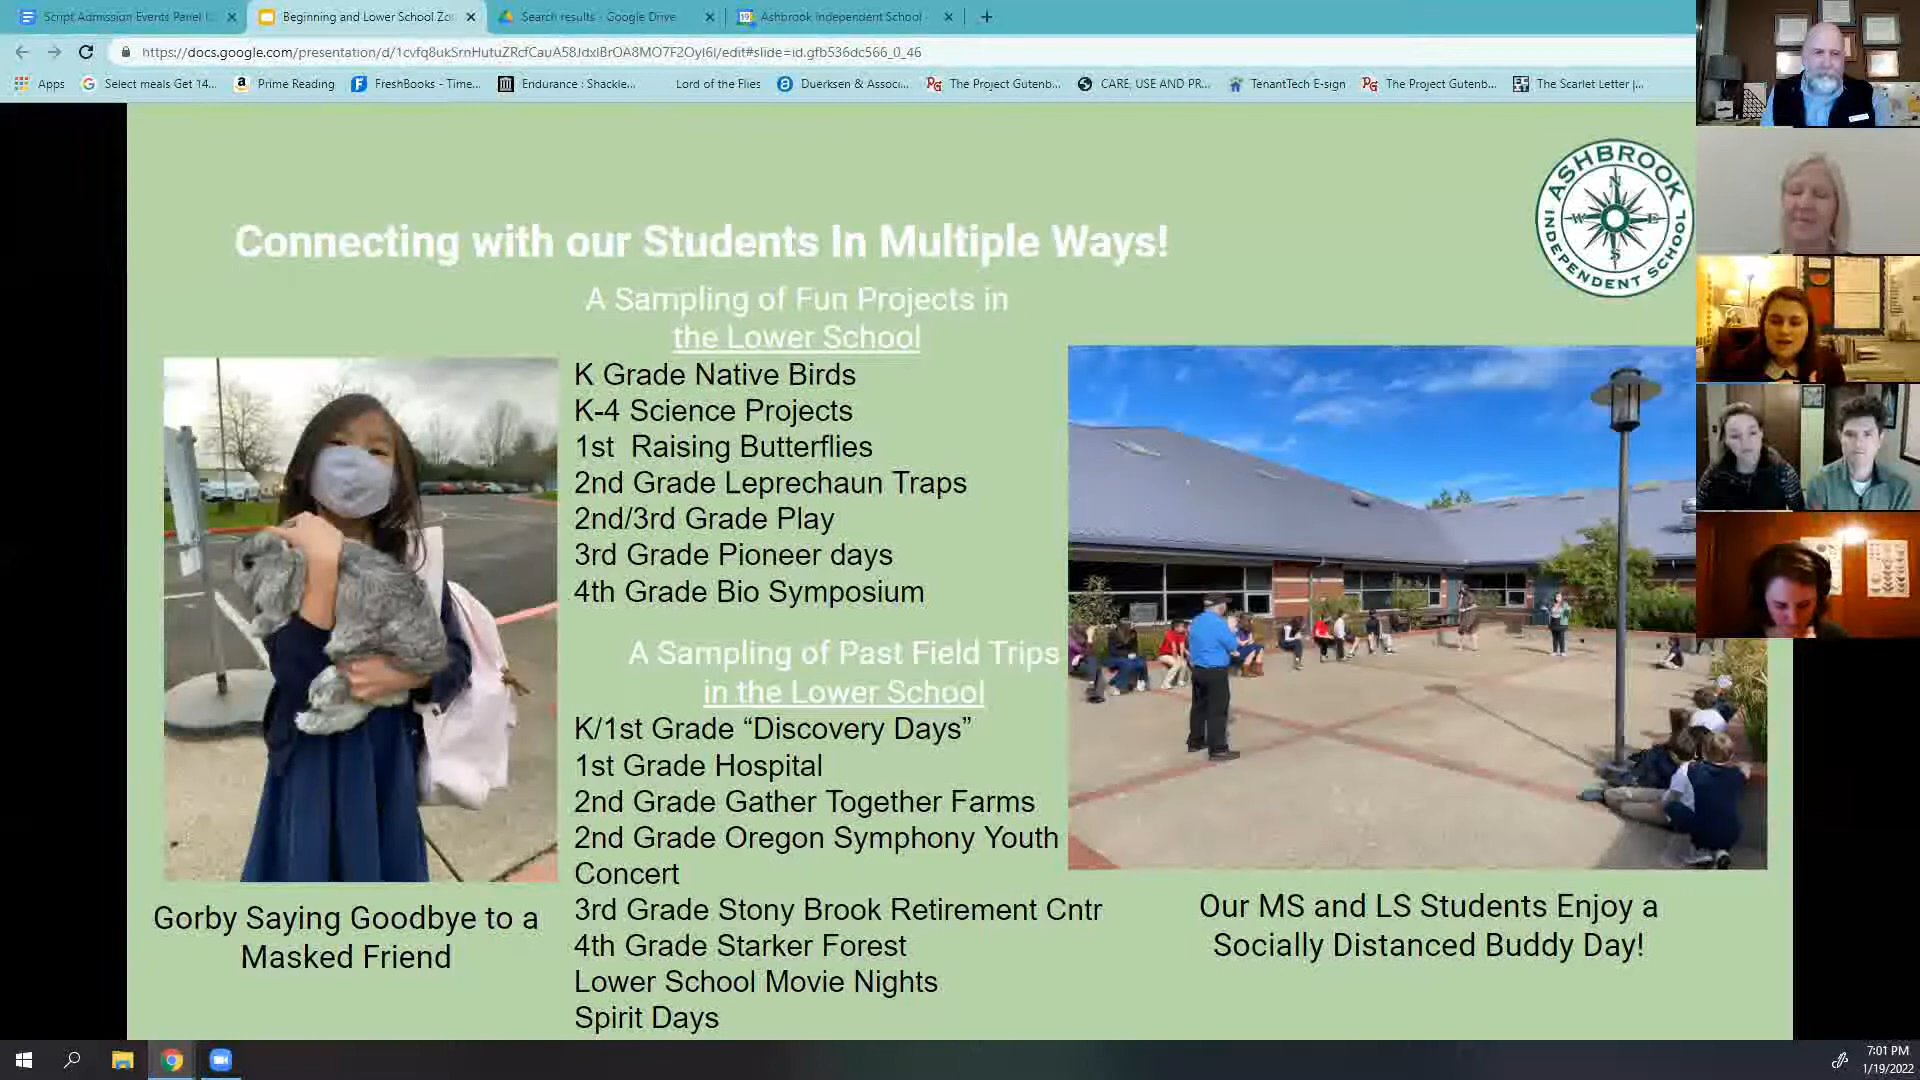 Script Admssian Events Panel
Beginning and Lower School Zo
Search results - Google Drive
Ashbrook Independent School
https://docs.google.com/presentation/d/1cvfq8ukSrnHutuZRcfCauA58JdxlBrOA8MO7F2Oyl6I/edit#slide=id.gfb536dc566_0_46
Apps
Select meals Get 14...
Prime Reading
FreshBooks - Time...
Endurance : Shackle...
Lord of the Flies
Duerksen & Associ...
The Project Gutenb...
CARE, USE AND PR...
TenantTech E-sign
The Project Gutenb...
The Scarlet Letter |...
ASHBROOK
INDEPENDENT SCHOOL
N
W
E
S
Connecting with our Students In Multiple Ways!
A Sampling of Fun Projects in
the Lower School
K Grade Native Birds
K-4 Science Projects
1st Raising Butterflies
2nd Grade Leprechaun Traps
2nd/3rd Grade Play
3rd Grade Pioneer days
4th Grade Bio Symposium
A Sampling of Past Field Trips
in the Lower School
K/1st Grade “Discovery Days”
1st Grade Hospital
2nd Grade Gather Together Farms
2nd Grade Oregon Symphony Youth
Concert
3rd Grade Stony Brook Retirement Cntr
4th Grade Starker Forest
Lower School Movie Nights
Spirit Days
Gorby Saying Goodbye to a
Masked Friend
Our MS and LS Students Enjoy a
Socially Distanced Buddy Day!
7:01 PM
1/19/2022